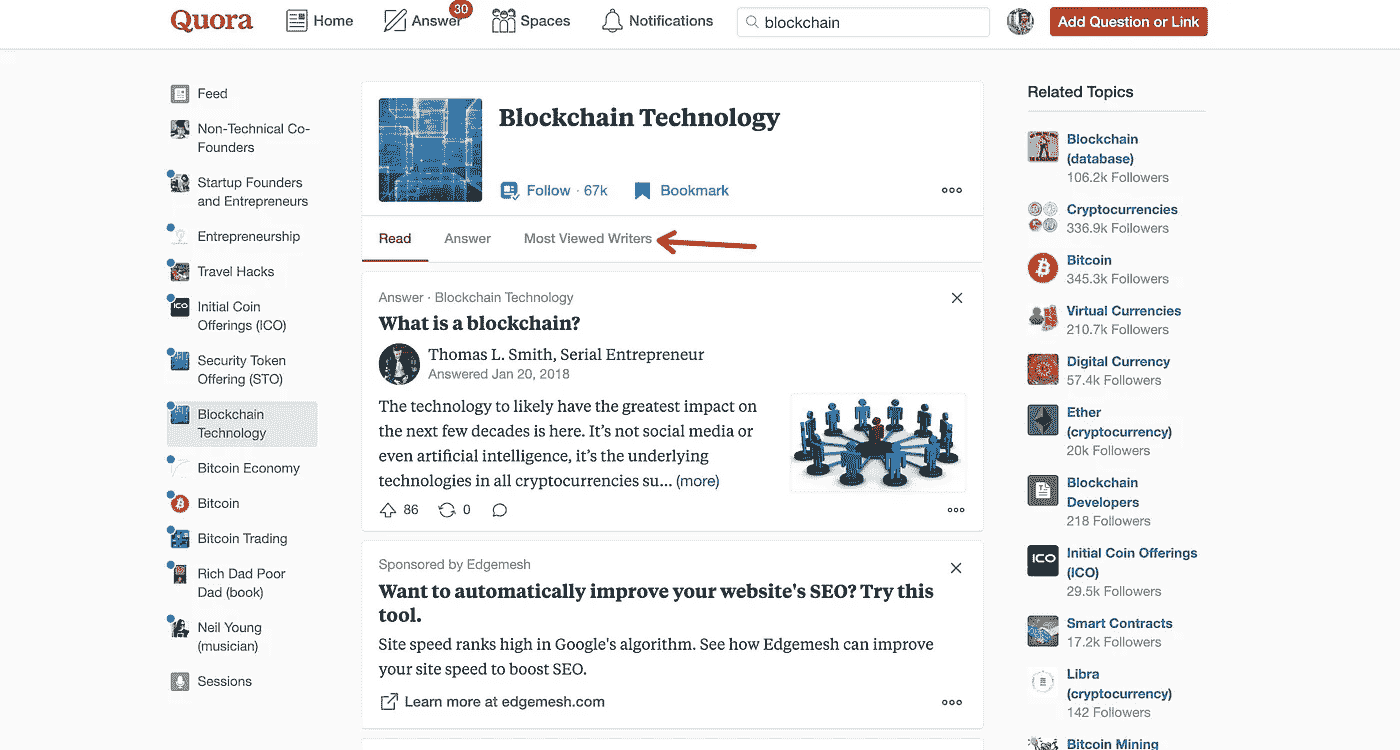 Quora
Home
Answer
30
Spaces
Notifications
blockchain
Add Question or Link
Feed
Non-Technical Co-
Founders
Startup Founders
and Entrepreneurs
Entrepreneurship
Travel Hacks
Initial Coin
Offerings (ICO)
Security Token
Offering (STO)
Blockchain
Technology
Bitcoin Economy
Bitcoin
Bitcoin Trading
Rich Dad Poor
Dad (book)
Neil Young
(musician)
Sessions
Blockchain Technology
Follow · 67k
Bookmark
Read
Answer
Most Viewed Writers
Answer · Blockchain Technology
What is a blockchain?
Thomas L. Smith, Serial Entrepreneur
Answered Jan 20, 2018
The technology to likely have the greatest impact on
the next few decades is here. It’s not social media or
even artificial intelligence, it’s the underlying
technologies in all cryptocurrencies su... (more)
86
0
Sponsored by Edgemesh
Want to automatically improve your website's SEO? Try this
tool.
Site speed ranks high in Google's algorithm. See how Edgemesh can improve
your site speed to boost SEO.
Learn more at edgemesh.com
Related Topics
Blockchain
(database)
106.2k Followers
Cryptocurrencies
336.9k Followers
Bitcoin
345.3k Followers
Virtual Currencies
210.7k Followers
Digital Currency
57.4k Followers
Ether
(cryptocurrency)
20k Followers
Blockchain
Developers
218 Followers
ICO
Initial Coin Offerings
(ICO)
29.5k Followers
Smart Contracts
17.2k Followers
Libra
(cryptocurrency)
142 Followers
Bitcoin Mining